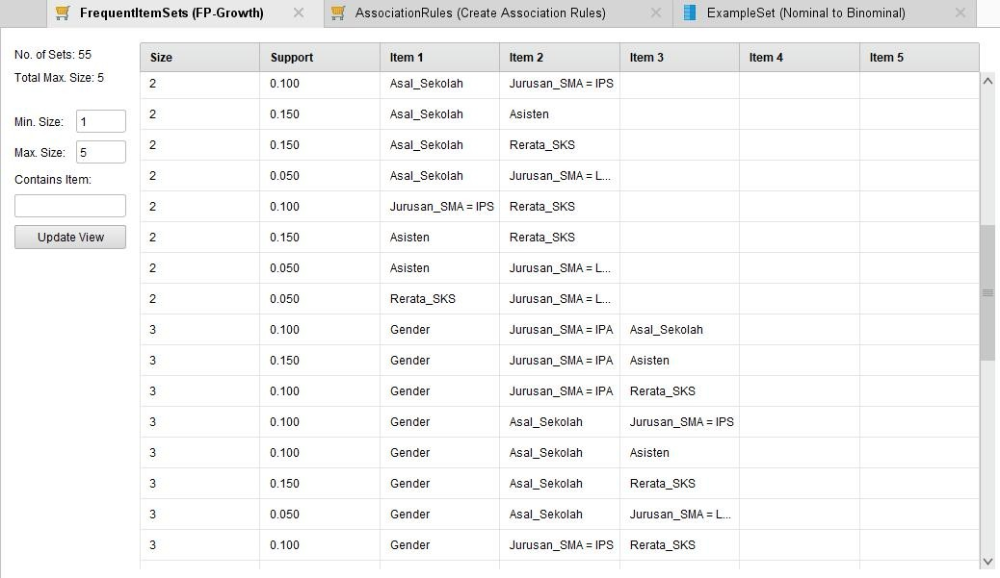 FrequentItemSets (FP-Growth) AssociationRules (Create Association Rules) ExampleSet (Nominal to Binominal)
No. of Sets: 55
Total Max. Size: 5
Min. Size: 1
Max. Size: 5
Contains Item:
Update View
Size Support Item 1 Item 2 Item 3 Item 4 Item 5
2 0.100 Asal_Sekolah Jurusan_SMA = IPS
2 0.150 Asal_Sekolah Asisten
2 0.150 Asal_Sekolah Rerata_SKS
2 0.050 Asal_Sekolah Jurusan_SMA = L...
2 0.100 Jurusan_SMA = IPS Rerata_SKS
2 0.150 Asisten Rerata_SKS
2 0.050 Asisten Jurusan_SMA = L...
2 0.050 Rerata_SKS Jurusan_SMA = L...
3 0.100 Gender Jurusan_SMA = IPA Asal_Sekolah
3 0.150 Gender Jurusan_SMA = IPA Asisten
3 0.100 Gender Jurusan_SMA = IPA Rerata_SKS
3 0.100 Gender Asal_Sekolah Jurusan_SMA = IPS
3 0.100 Gender Asal_Sekolah Asisten
3 0.150 Gender Asal_Sekolah Rerata_SKS
3 0.050 Gender Asal_Sekolah Jurusan_SMA = L...
3 0.100 Gender Jurusan_SMA = IPS Rerata_SKS